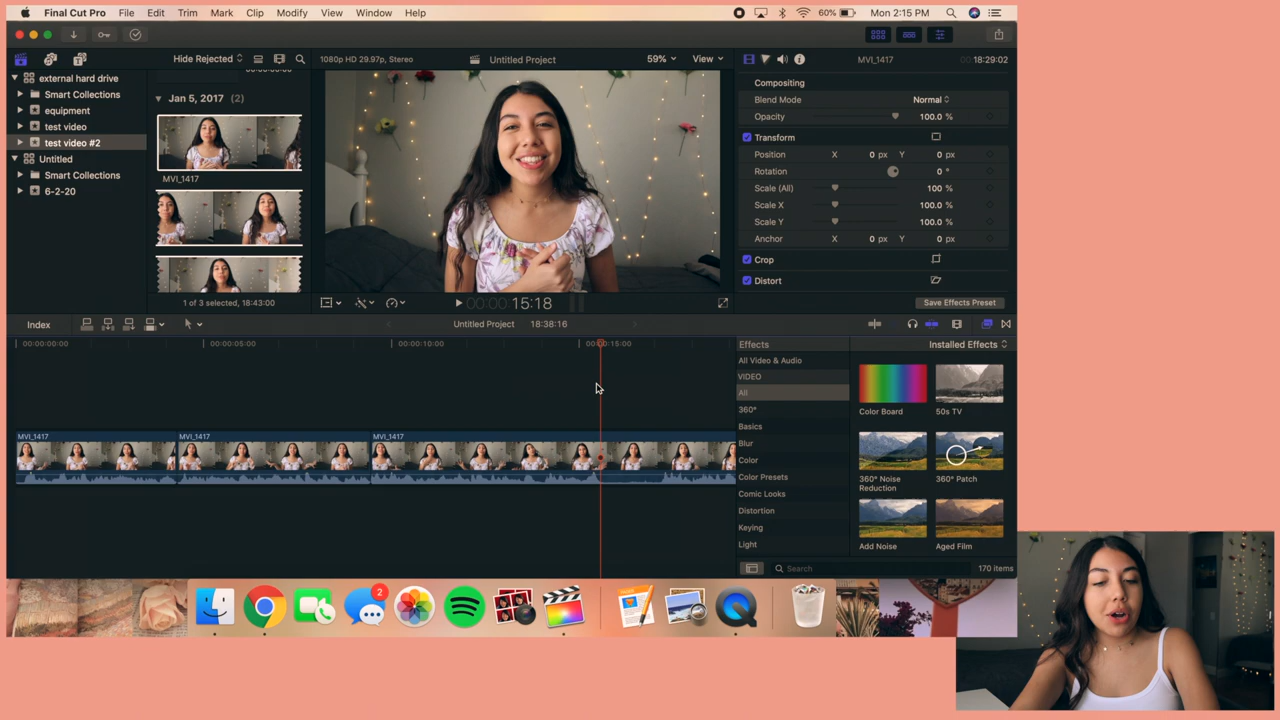 Final Cut Pro File Edit Trim Mark Clip Modify View Window Help 60% Mon 2:15 PM
Hide Rejected 1080p HD 29.97p, Stereo Untitled Project 59% View MVI_1417 18:29:02
external hard drive
Smart Collections
equipment
test video
test video #2
Untitled
Smart Collections
6-2-20
Jan 5, 2017 (2)
MVI_1417
1 of 3 selected, 18:43:00
00:00:00 15:18
Compositing
Blend Mode Normal
Opacity 100.0 %
Transform
Position X 0 px Y 0 px
Rotation 0 °
Scale (All) 100 %
Scale X 100.0 %
Scale Y 100.0 %
Anchor X 0 px Y 0 px
Crop
Distort
Save Effects Preset
Index Untitled Project 18:38:16
00:00:00:00 00:00:05:00 00:00:10:00 00:00:15:00
MVI_1417 MVI_1417 MVI_1417
Effects Installed Effects
All Video & Audio
VIDEO
All
360°
Basics
Blur
Color
Color Presets
Comic Looks
Distortion
Keying
Light
Color Board 50s TV
360° Noise Reduction 360° Patch
Add Noise Aged Film
Search 170 items
2